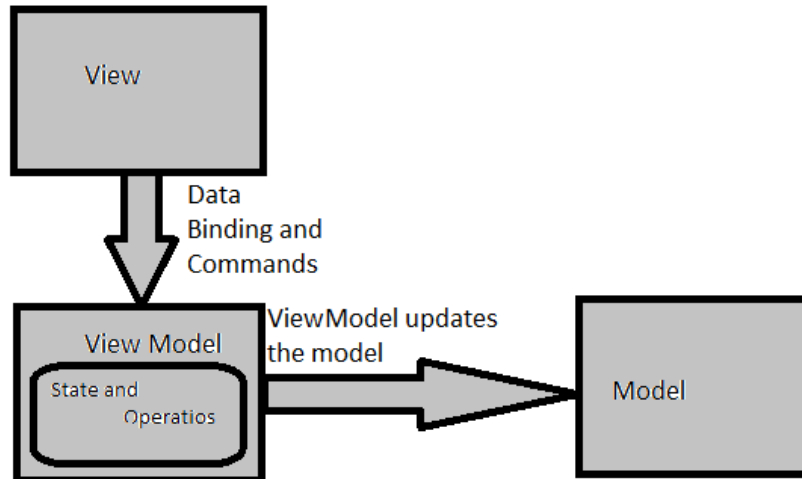 View
Data
Binding and
Commands
View Model
ViewModel updates
the model
State and
Operatios
Model